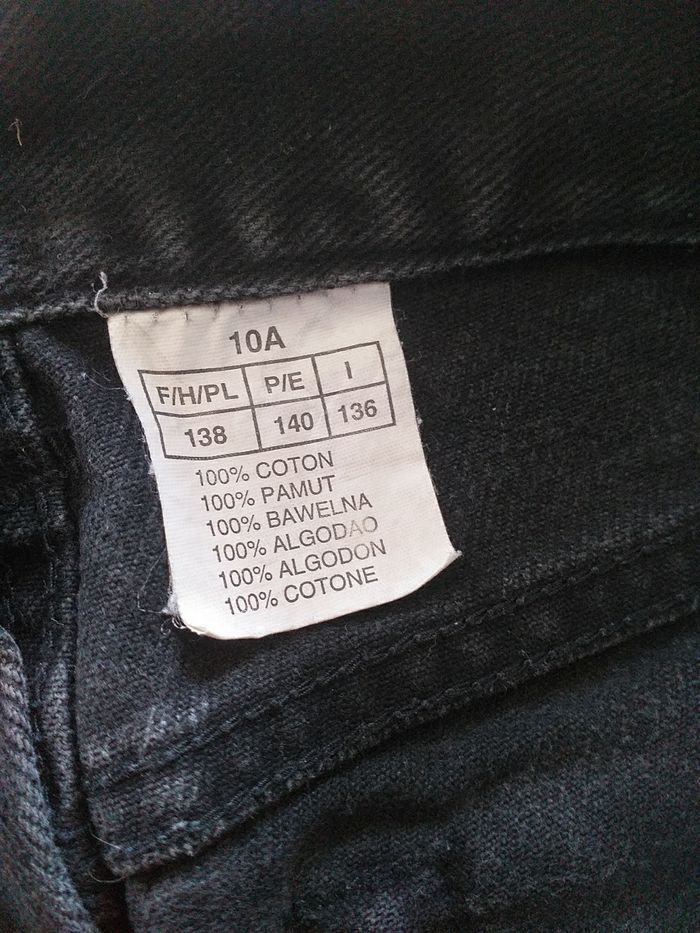 10A
F/H/PL P/E I
138 140 136
100% COTON
100% PAMUT
100% BAWELNA
100% ALGODAO
100% ALGODON
100% COTONE